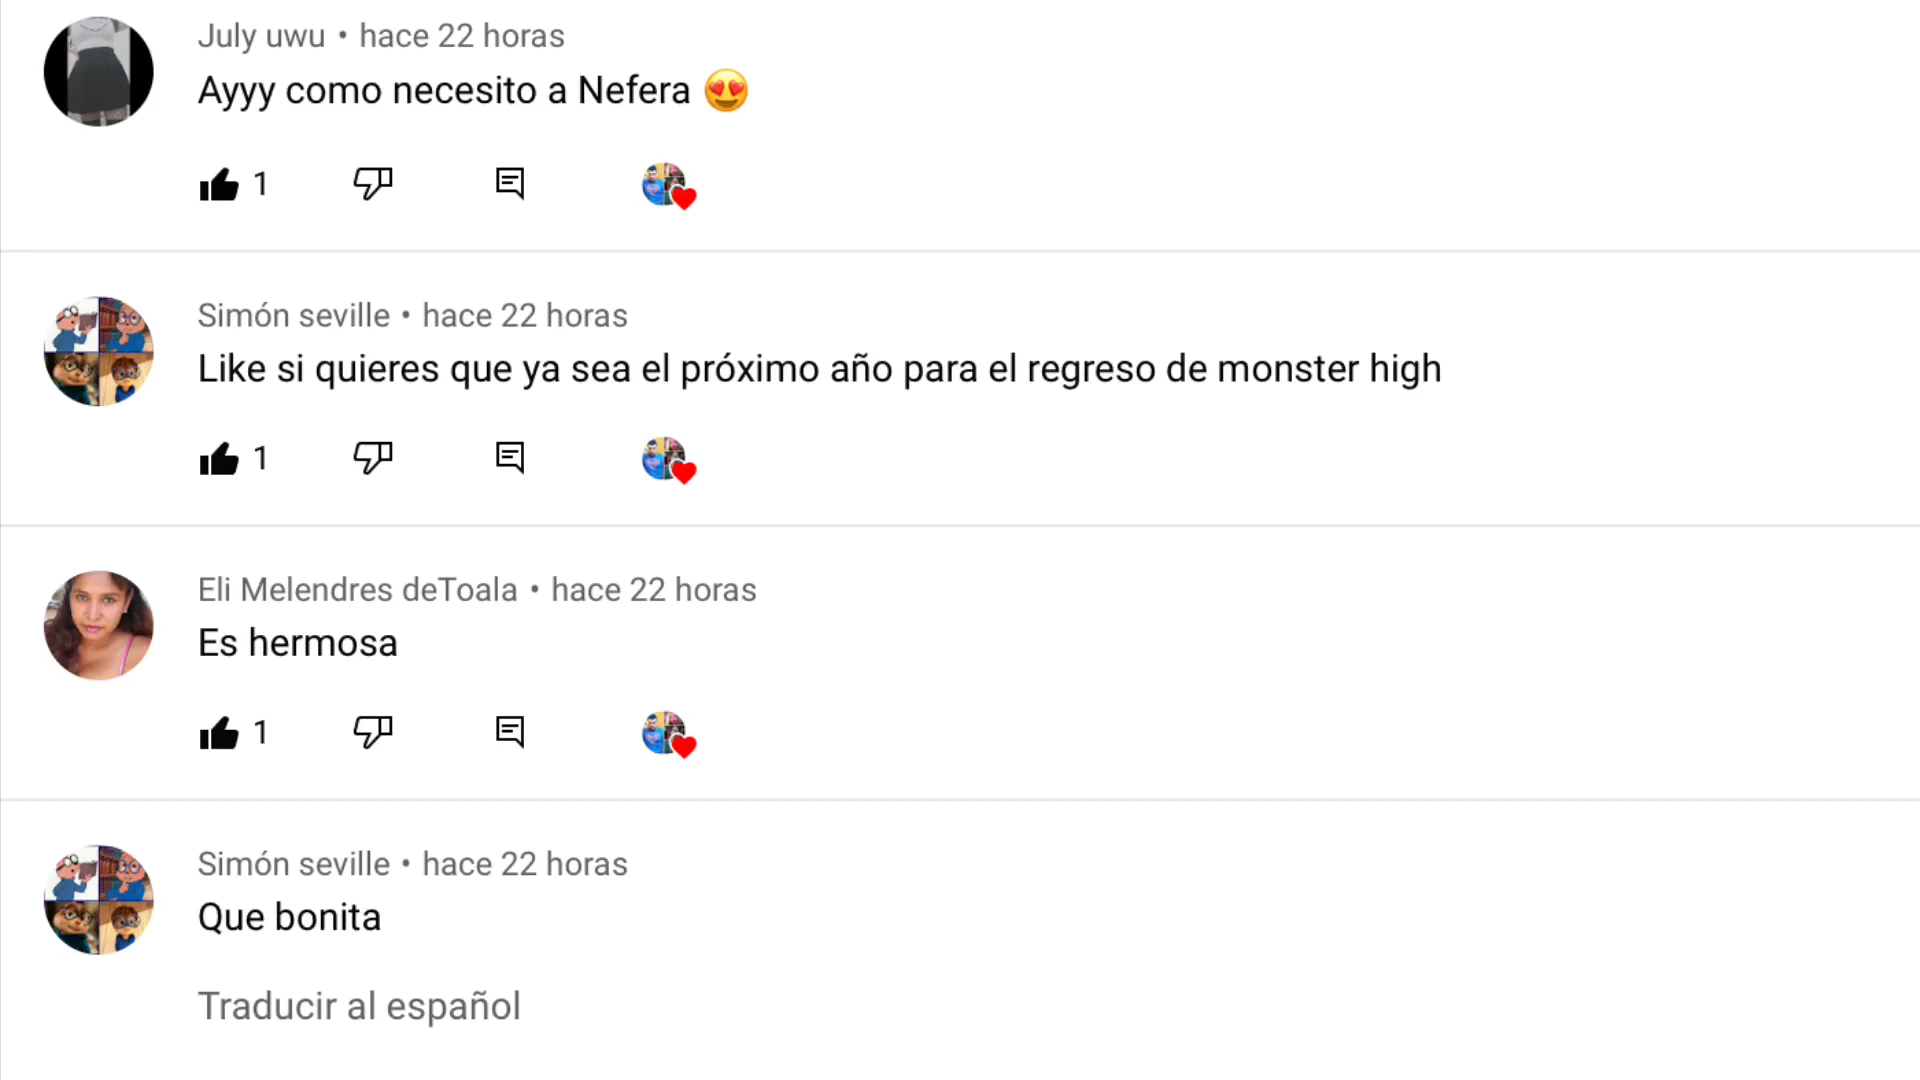 July uwu • hace 22 horas
Ayyy como necesito a Nefera 😍
1
Simón seville • hace 22 horas
Like si quieres que ya sea el próximo año para el regreso de monster high
1
Eli Melendres deToala • hace 22 horas
Es hermosa
1
Simón seville • hace 22 horas
Que bonita
Traducir al español